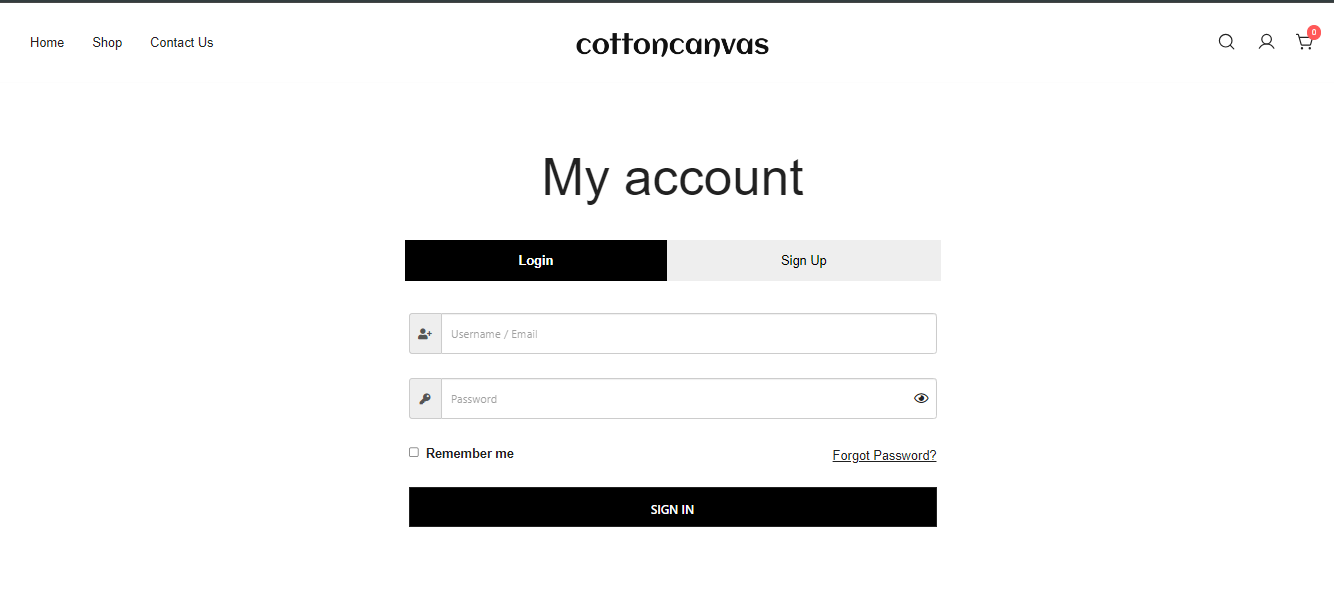 Home Shop Contact Us cottoncanvas 0
My account
Login Sign Up
Username / Email
Password
Remember me Forgot Password?
SIGN IN